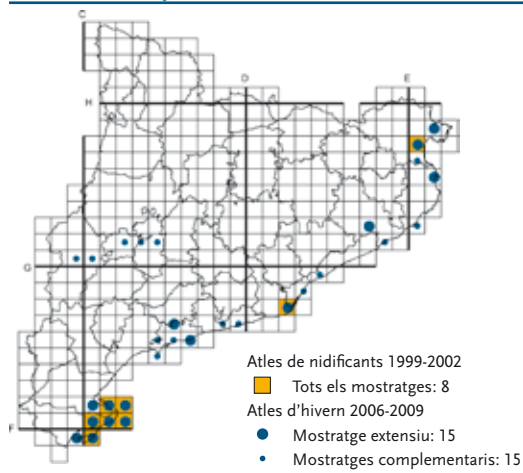 C
D
E
H
G
F
Atles de nidificants 1999-2002
Tots els mostratges: 8
Atles d'hivern 2006-2009
Mostratge extensiu: 15
Mostratges complementaris: 15